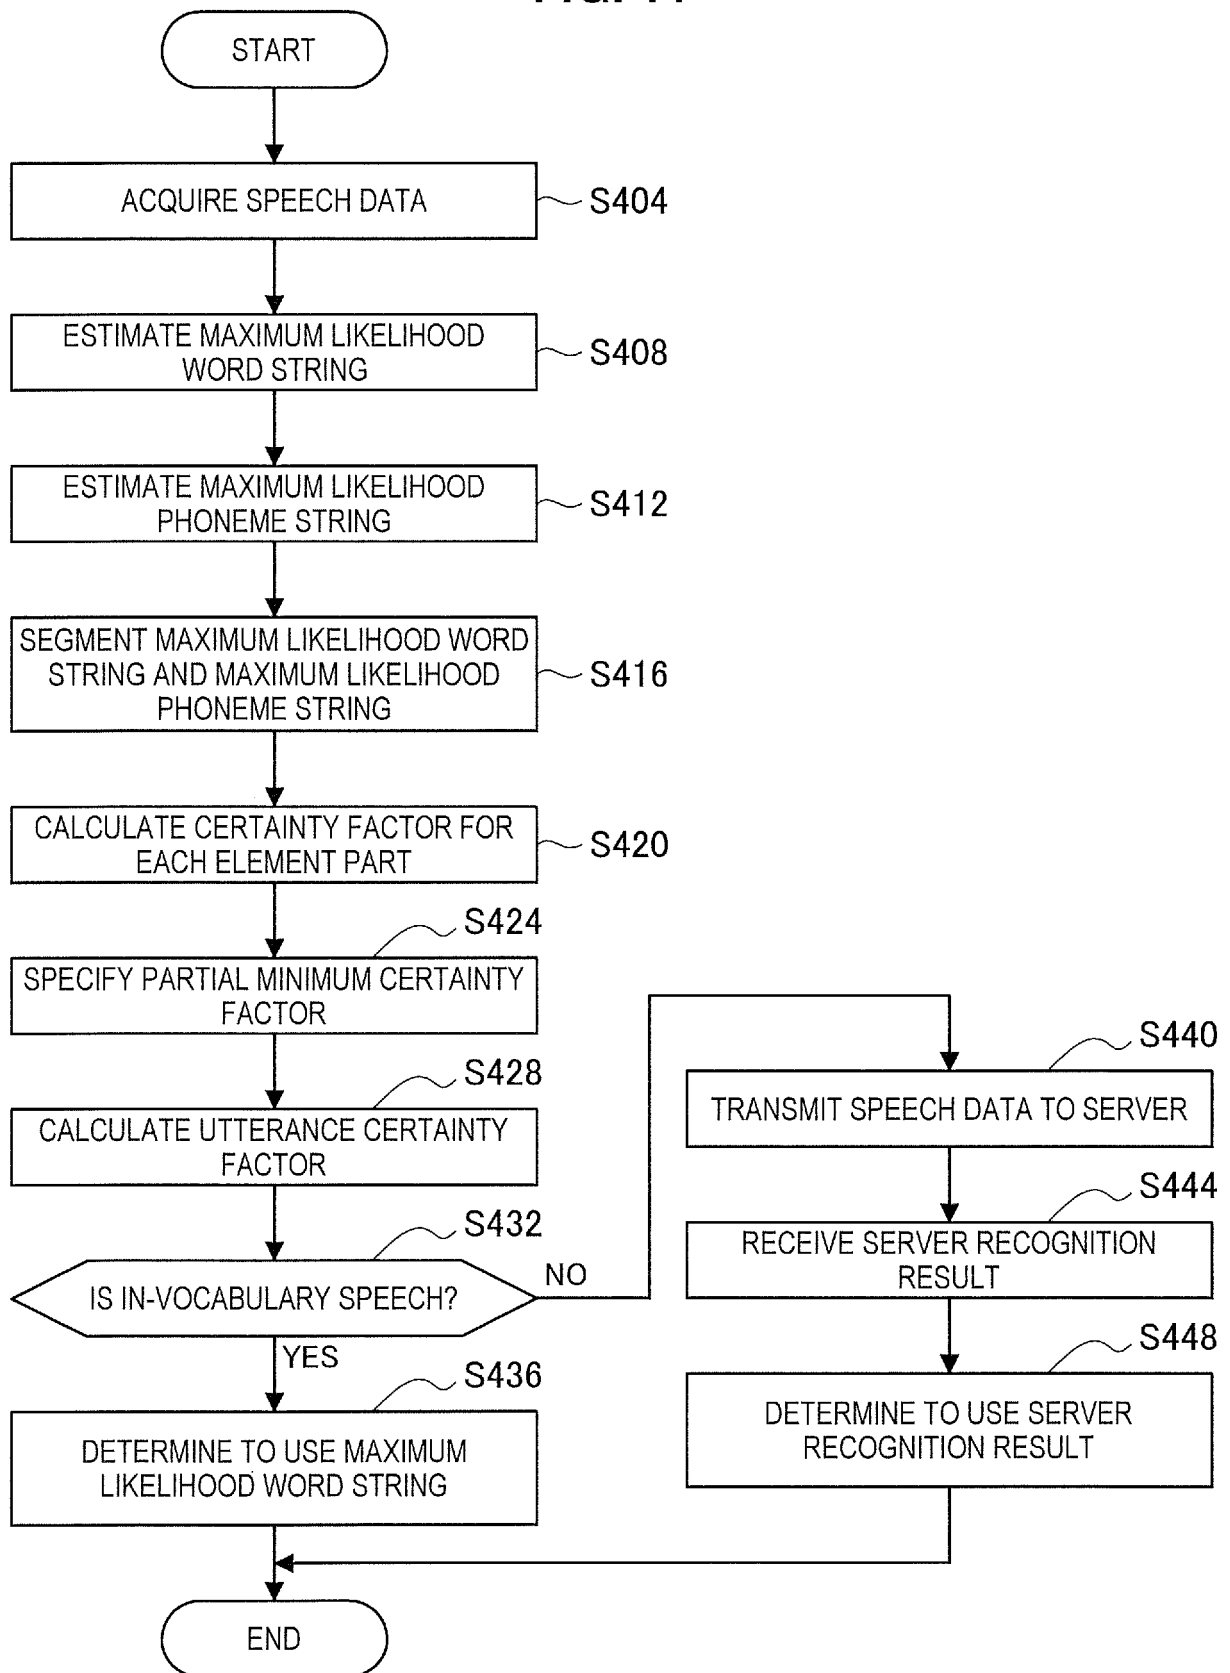 START
ACQUIRE SPEECH DATA
S404
ESTIMATE MAXIMUM LIKELIHOOD
WORD STRING
S408
ESTIMATE MAXIMUM LIKELIHOOD
PHONEME STRING
S412
SEGMENT MAXIMUM LIKELIHOOD WORD
STRING AND MAXIMUM LIKELIHOOD
PHONEME STRING
S416
CALCULATE CERTAINTY FACTOR FOR
EACH ELEMENT PART
S420
S424
SPECIFY PARTIAL MINIMUM CERTAINTY
FACTOR
S428
CALCULATE UTTERANCE CERTAINTY
FACTOR
S432
IS IN-VOCABULARY SPEECH?
NO
YES
S436
DETERMINE TO USE MAXIMUM
LIKELIHOOD WORD STRING
S440
TRANSMIT SPEECH DATA TO SERVER
S444
RECEIVE SERVER RECOGNITION
RESULT
S448
DETERMINE TO USE SERVER
RECOGNITION RESULT
END